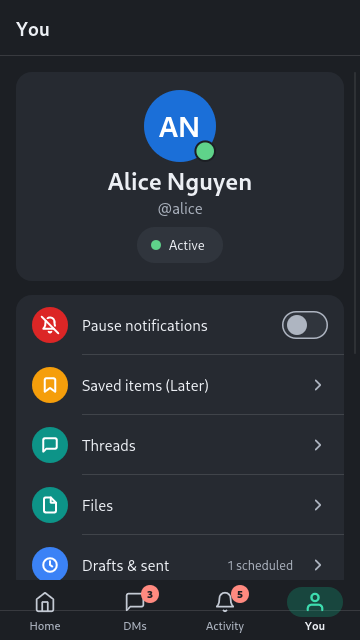 You
AN
Alice Nguyen
@alice
Active
Pause notifications
Saved items (Later)
Threads
Files
Drafts & sent 1 scheduled
3 5
Home DMs Activity You